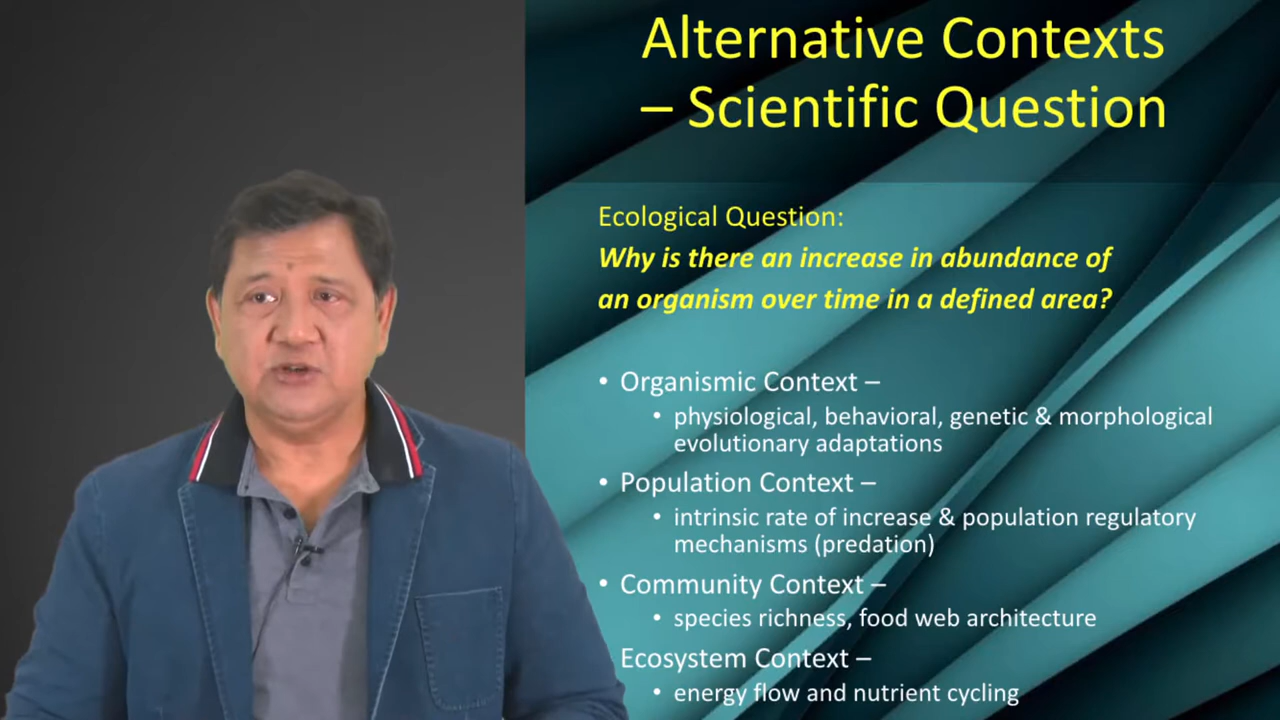 Alternative Contexts
– Scientific Question
Ecological Question:
Why is there an increase in abundance of
an organism over time in a defined area?
• Organismic Context –
• physiological, behavioral, genetic & morphological
evolutionary adaptations
• Population Context –
• intrinsic rate of increase & population regulatory
mechanisms (predation)
• Community Context –
• species richness, food web architecture
Ecosystem Context –
• energy flow and nutrient cycling